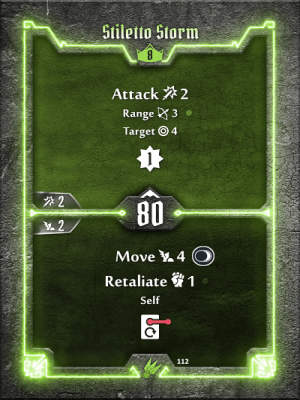 Stiletto Storm
8
Attack 2
Range 3
Target 4
1
2
80
2
Move 4
Retaliate 1
Self
112